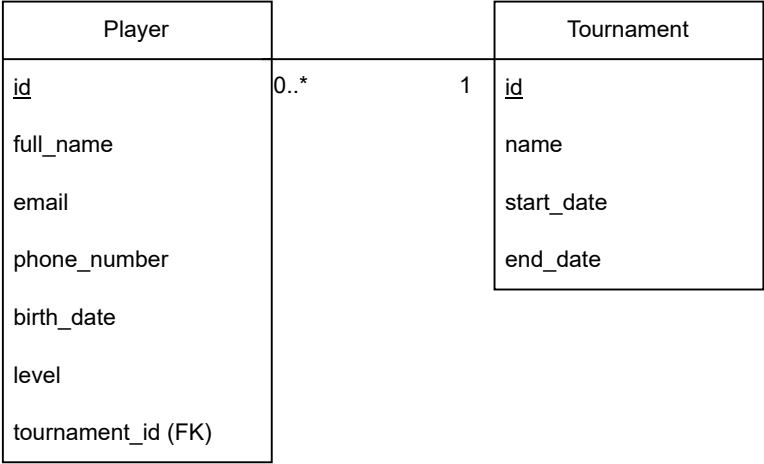 Player
id
full_name
email
phone_number
birth_date
level
tournament_id (FK)
0..*
1
Tournament
id
name
start_date
end_date